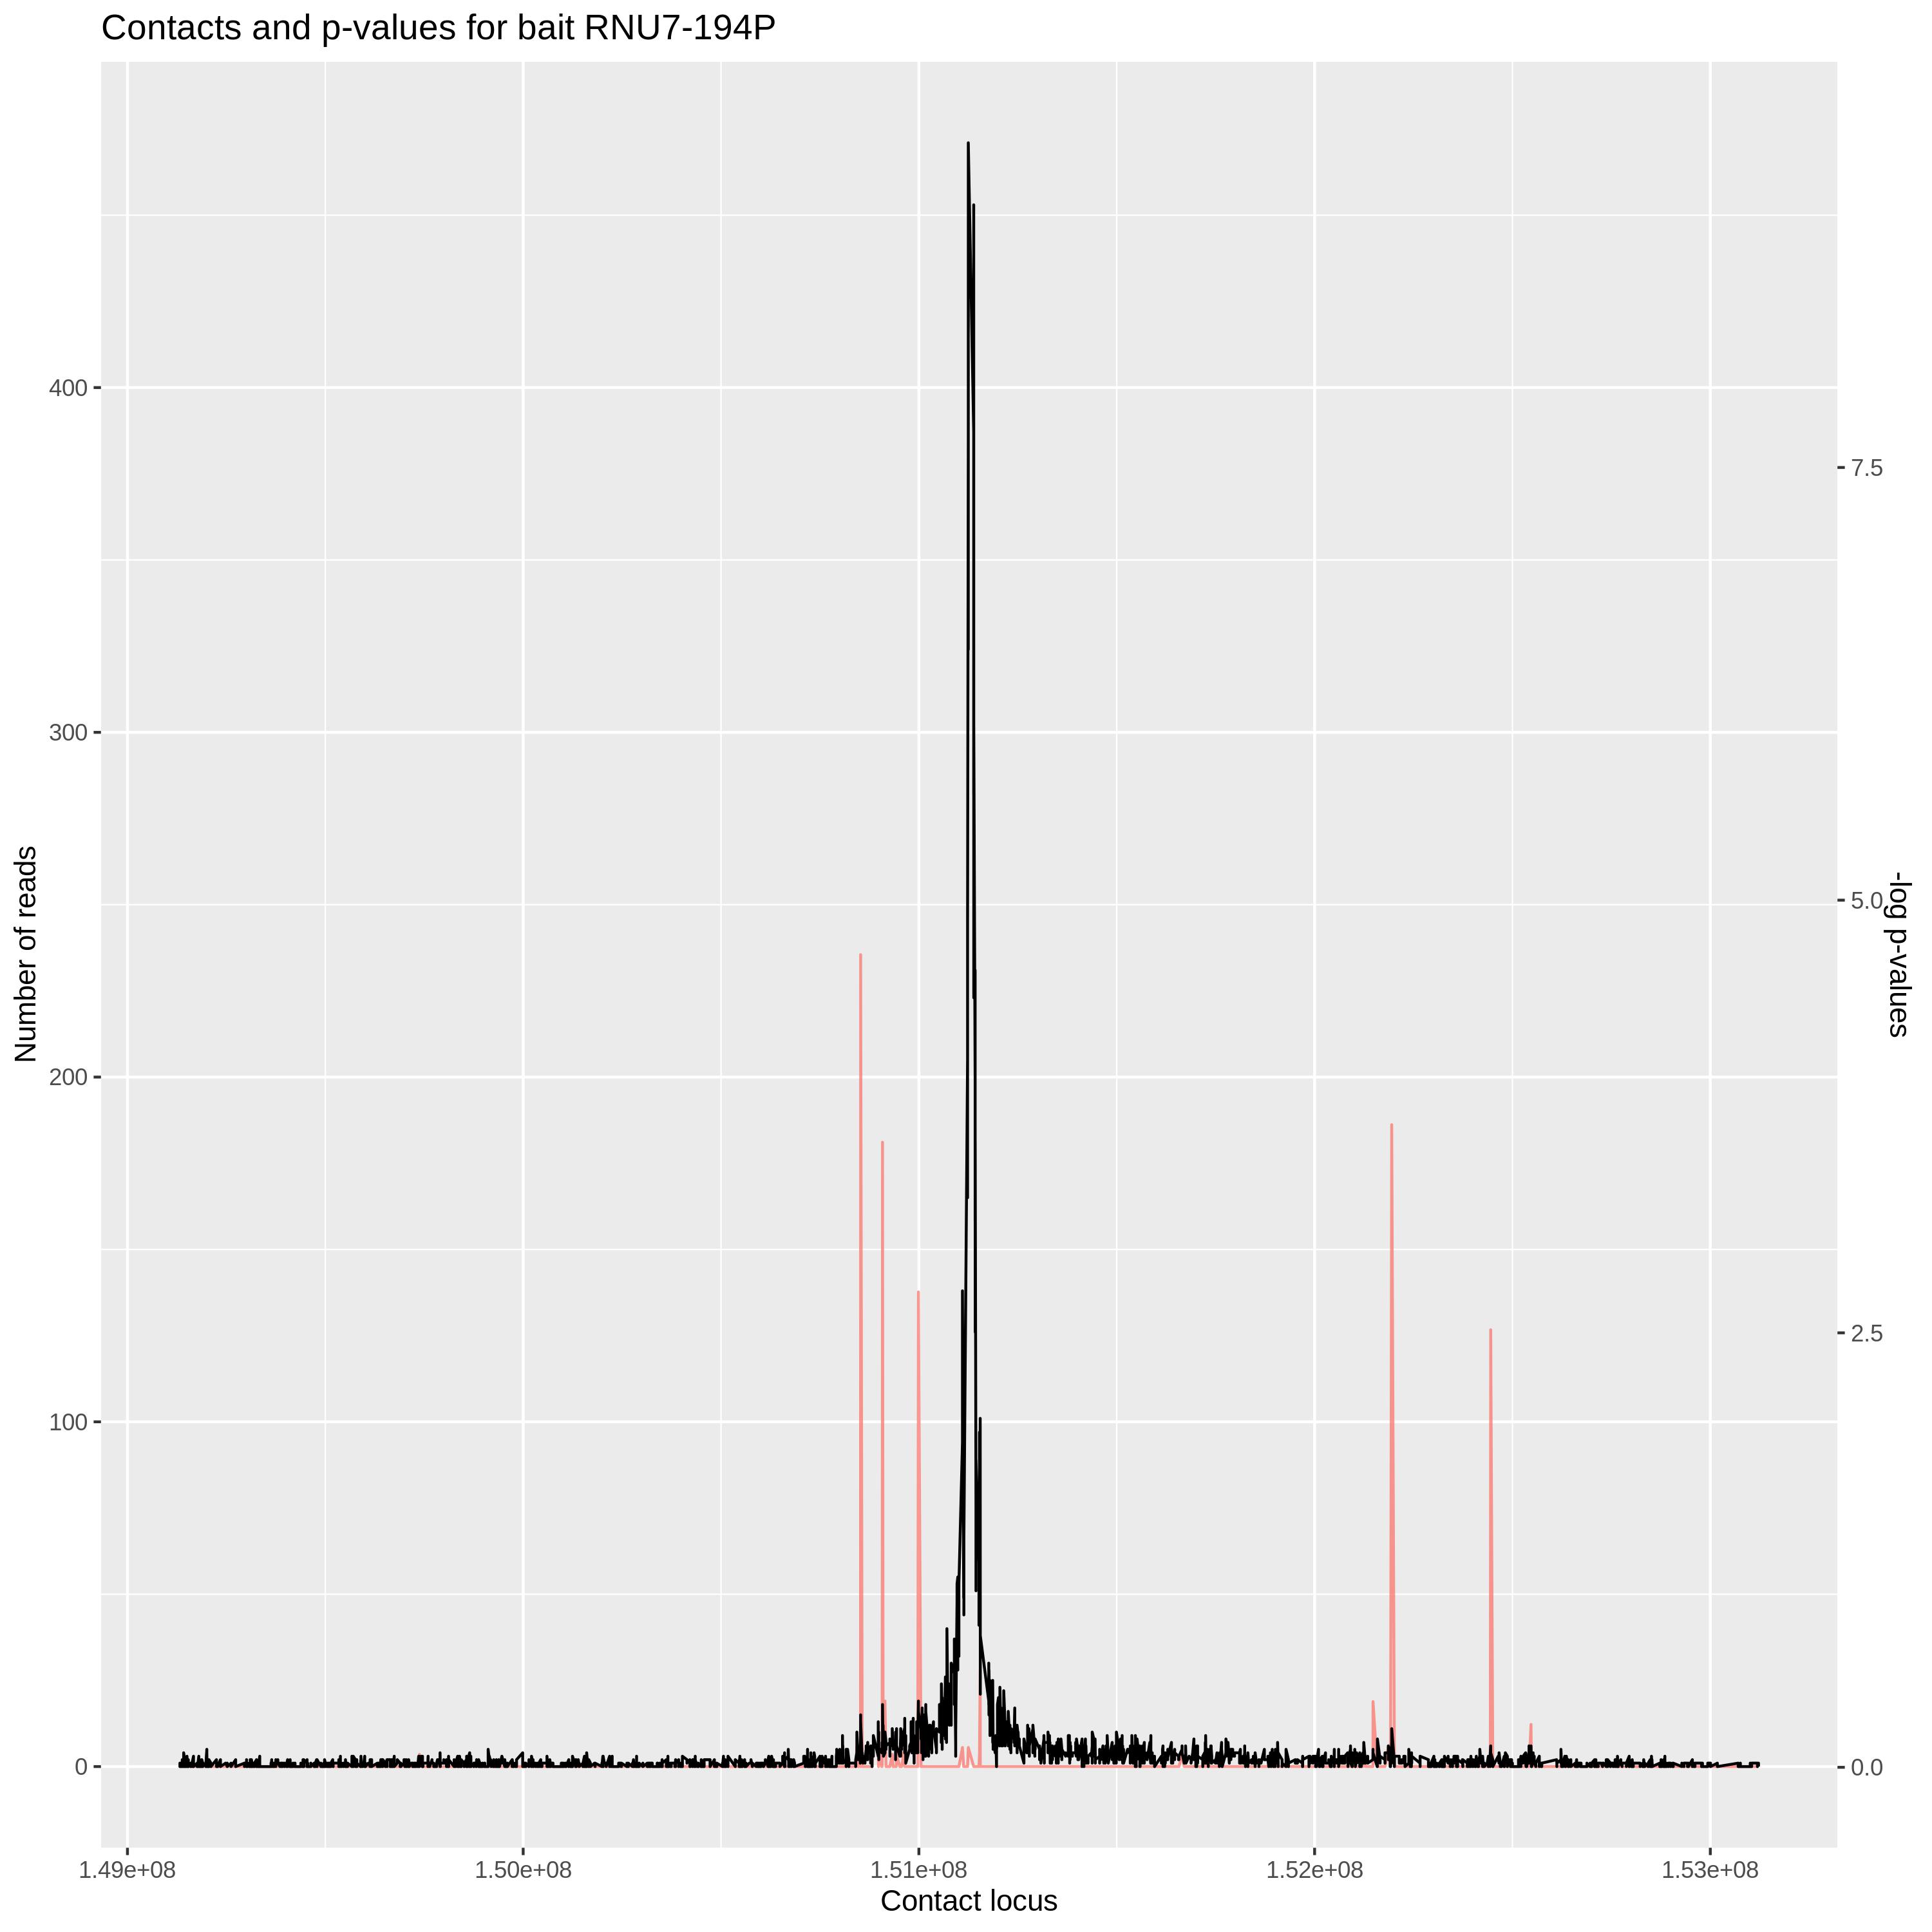 Contacts and p-values for bait RNU7-194P
400
300
200
100
0
Number of reads
7.5
5.0
2.5
0.0
-log p-values
1.49e+08
1.50e+08
1.51e+08
1.52e+08
1.53e+08
Contact locus